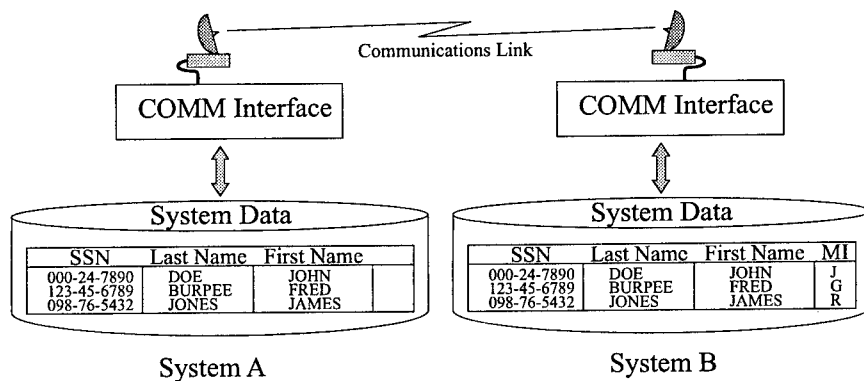 Communications Link
COMM Interface
COMM Interface
System Data
SSN Last Name First Name
000-24-7890 DOE JOHN
123-45-6789 BURPEE FRED
098-76-5432 JONES JAMES
System A
System Data
SSN Last Name First Name MI
000-24-7890 DOE JOHN J
123-45-6789 BURPEE FRED G
098-76-5432 JONES JAMES R
System B